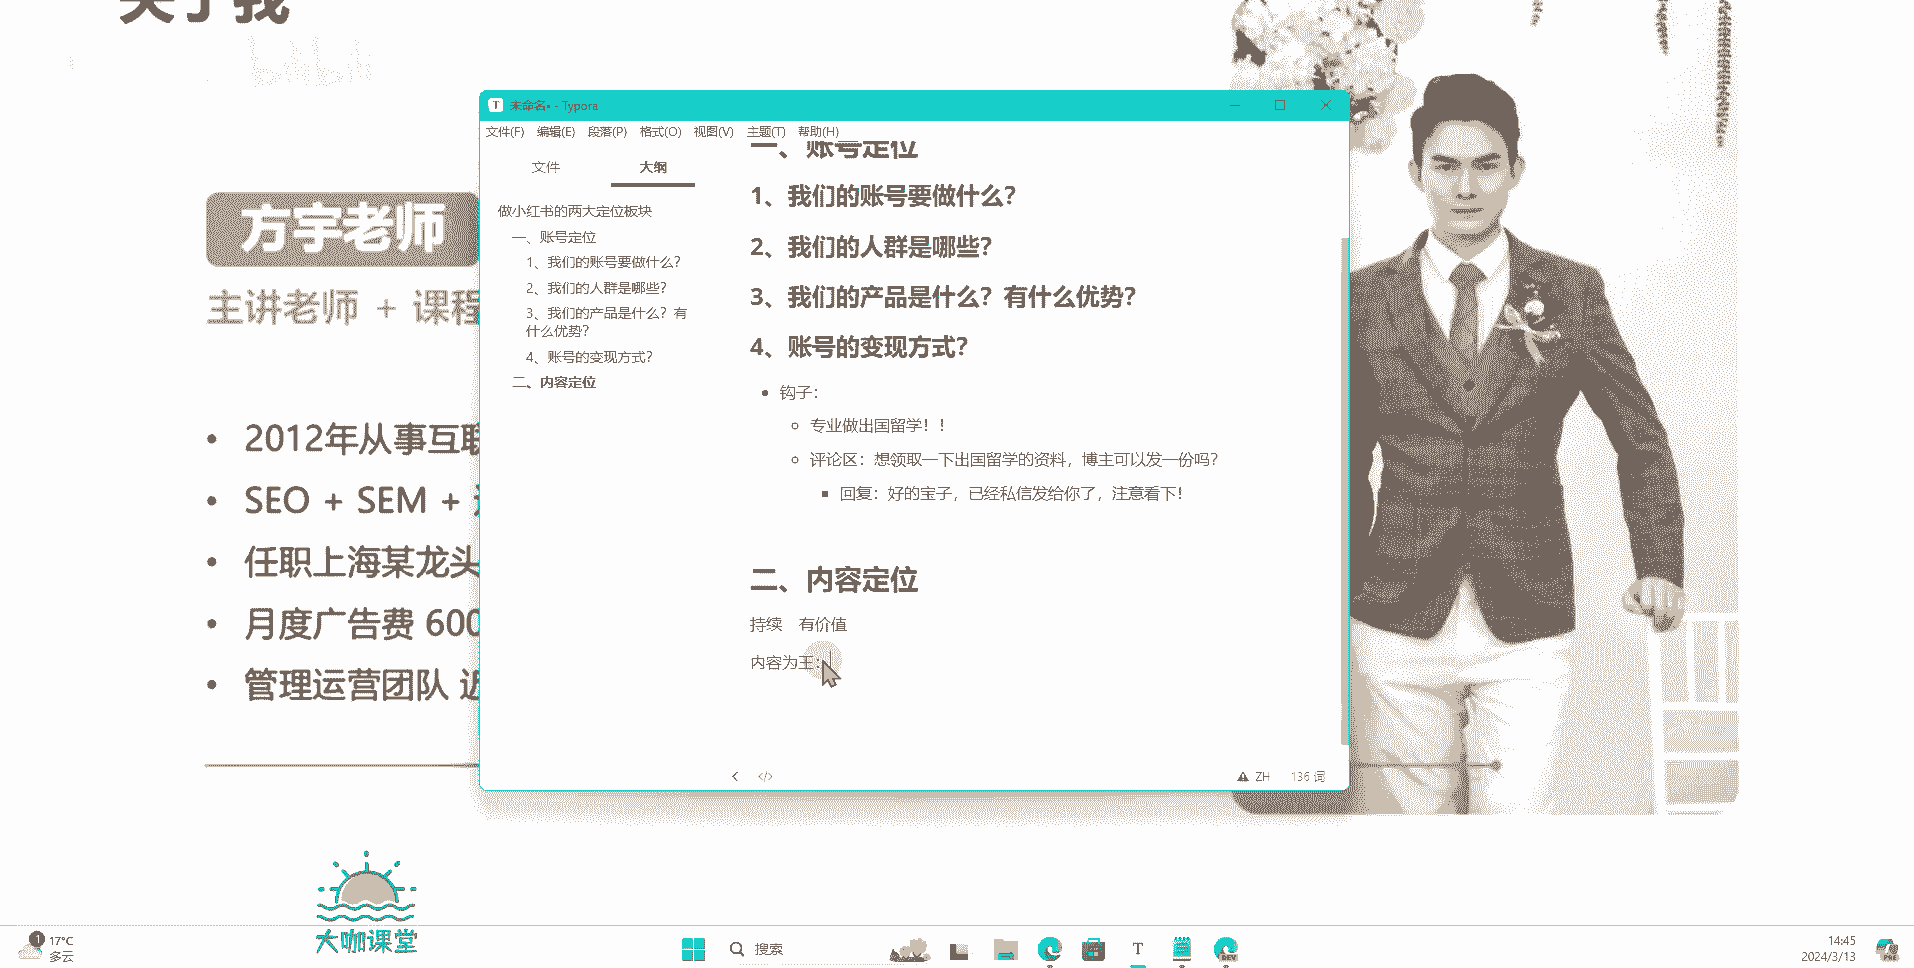 关于我
bilibili
方宇老师
主讲老师 + 课程
• 2012年从事互联
• SEO + SEM +
• 任职上海某龙头
• 月度广告费 600
• 管理运营团队 近
未命名• - Typora
文件(F) 编辑(E) 段落(P) 格式(O) 视图(V) 主题(T) 帮助(H)
文件 大纲
做小红书的两大定位板块
一、账号定位
1、我们的账号要做什么？
2、我们的人群是哪些？
3、我们的产品是什么？有
什么优势？
4、账号的变现方式？
二、内容定位
一、账号定位
1、我们的账号要做什么？
2、我们的人群是哪些？
3、我们的产品是什么？有什么优势？
4、账号的变现方式？
• 钩子：
○ 专业做出国留学！！
○ 评论区：想领取一下出国留学的资料，博主可以发一份吗？
▪ 回复：好的宝子，已经私信发给你了，注意看下！
二、内容定位
持续 有价值
内容为王：
</> ZH 136 词
大咖课堂
1
17°C
多云
搜索
T
DEV
14:45
2024/3/13
PRE